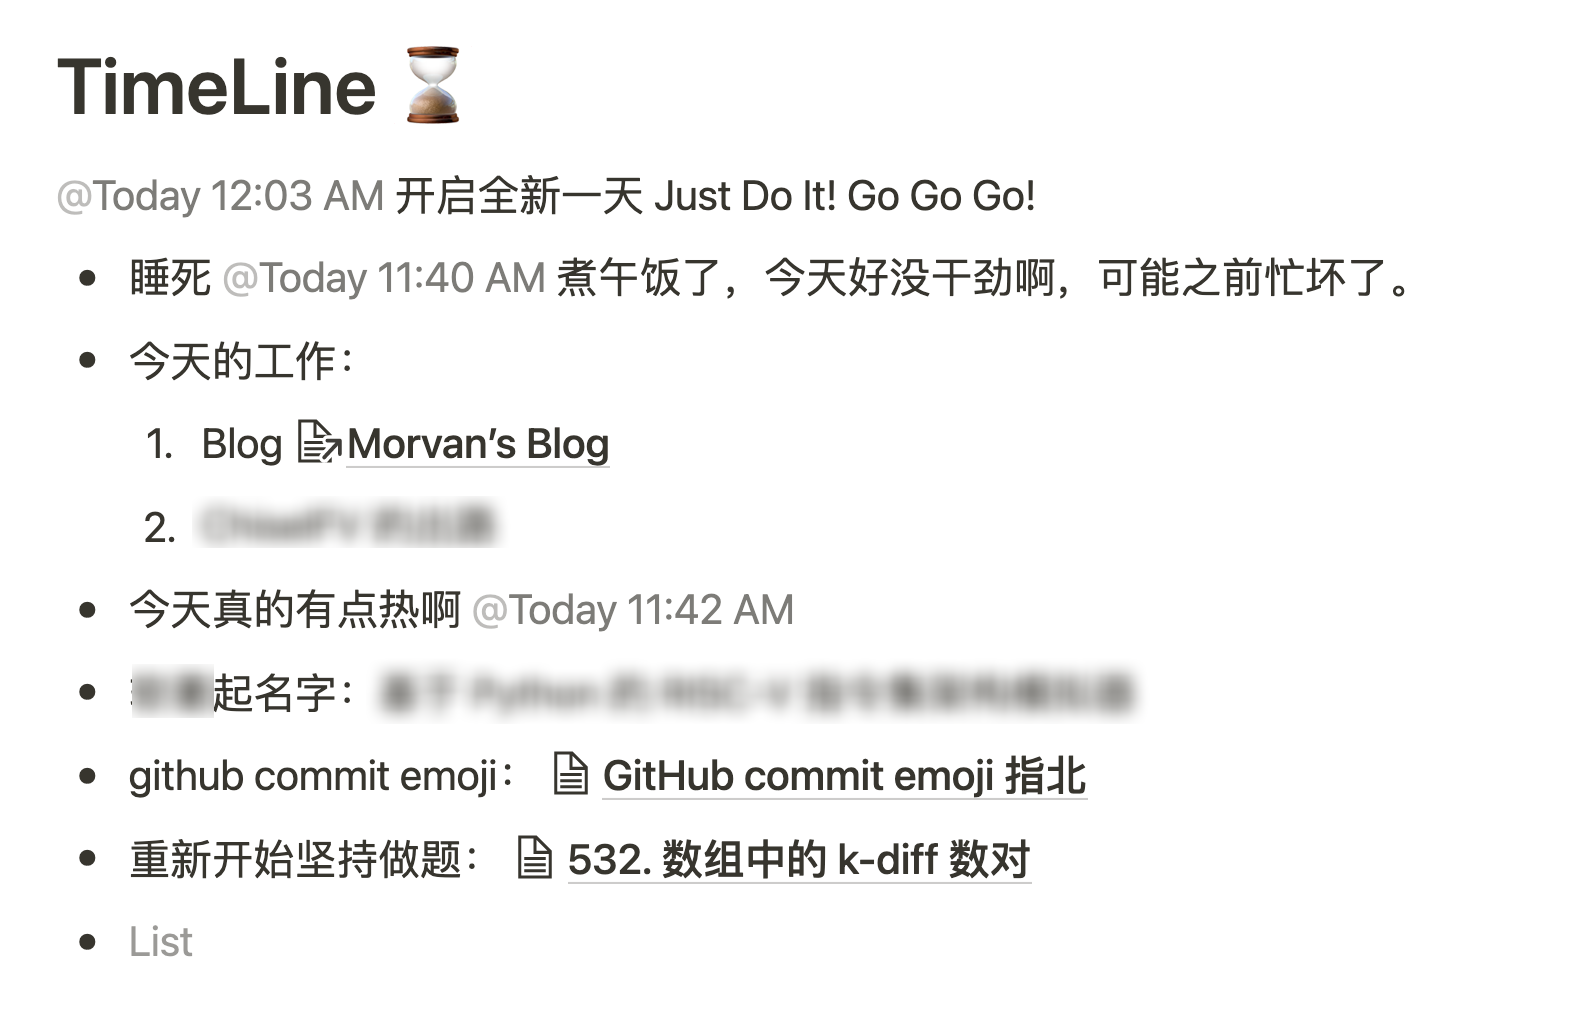 TimeLine ⏳
@Today 12:03 AM 开启全新一天 Just Do It! Go Go Go!
• 睡死 @Today 11:40 AM 煮午饭了，今天好没干劲啊，可能之前忙坏了。
• 今天的工作：
1. Blog Morvan’s Blog
2.
• 今天真的有点热啊 @Today 11:42 AM
• 起名字：
• github commit emoji： GitHub commit emoji 指北
• 重新开始坚持做题： 532. 数组中的 k-diff 数对
• List